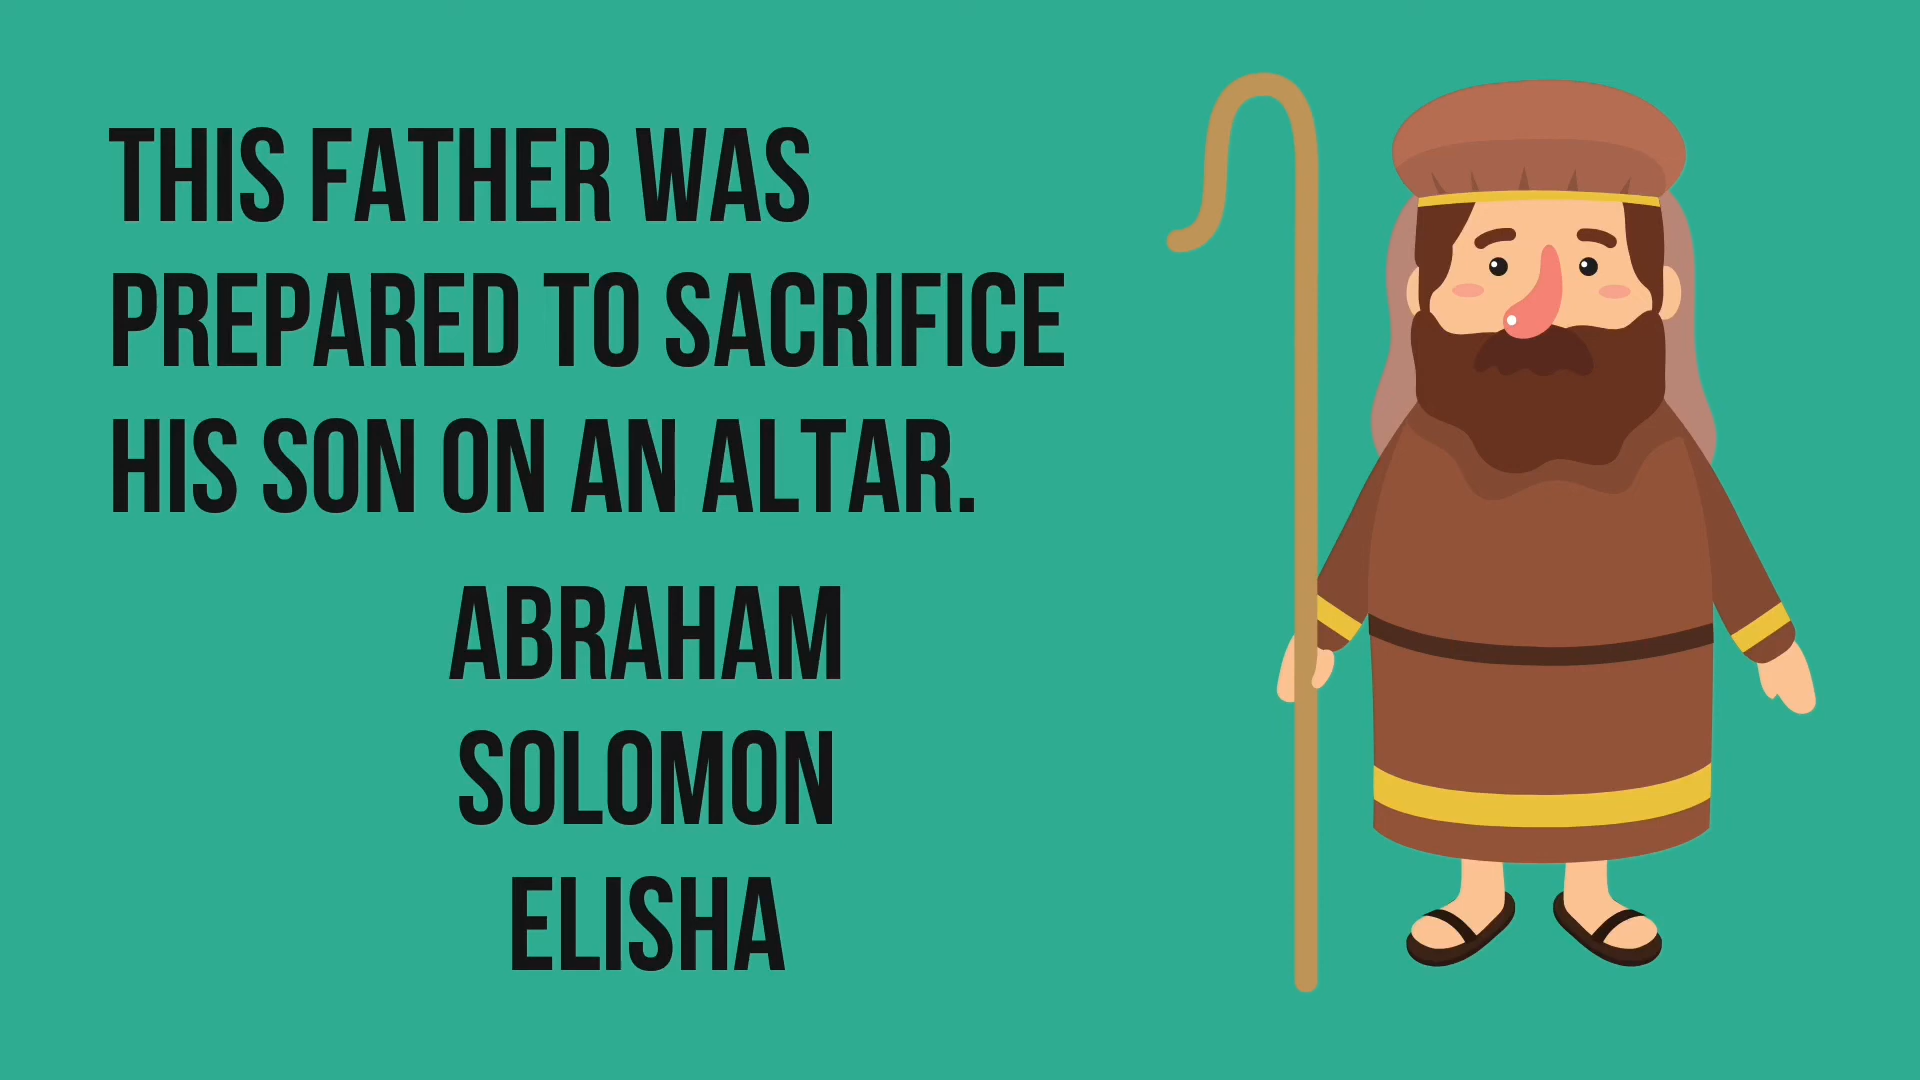 THIS FATHER WAS
PREPARED TO SACRIFICE
HIS SON ON AN ALTAR.
ABRAHAM
SOLOMON
ELISHA